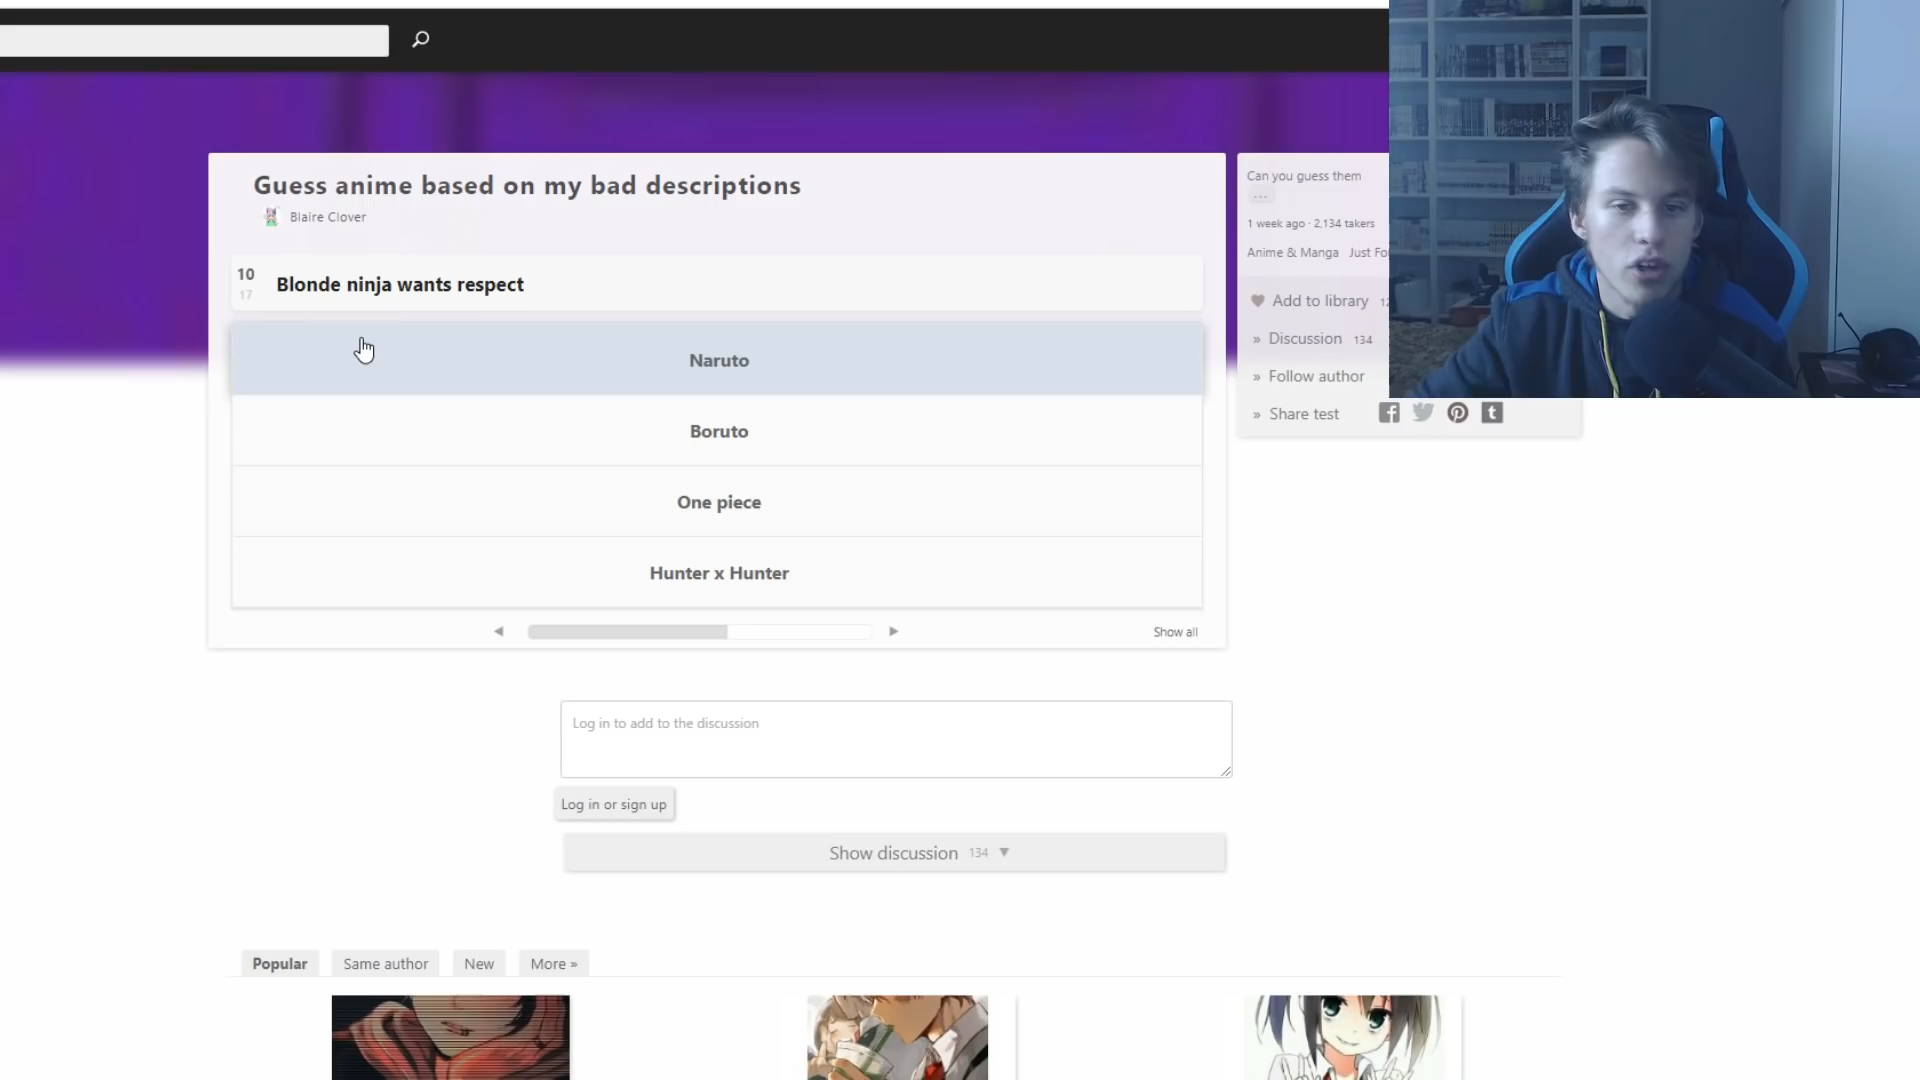 Guess anime based on my bad descriptions
Blaire Clover
10
17
Blonde ninja wants respect
Naruto
Boruto
One piece
Hunter x Hunter
Show all
Can you guess them
...
1 week ago · 2,134 takers
Anime & Manga Just Fo
Add to library 12
» Discussion 134
» Follow author
» Share test
Log in to add to the discussion
Log in or sign up
Show discussion 134 ▼
Popular
Same author
New
More »